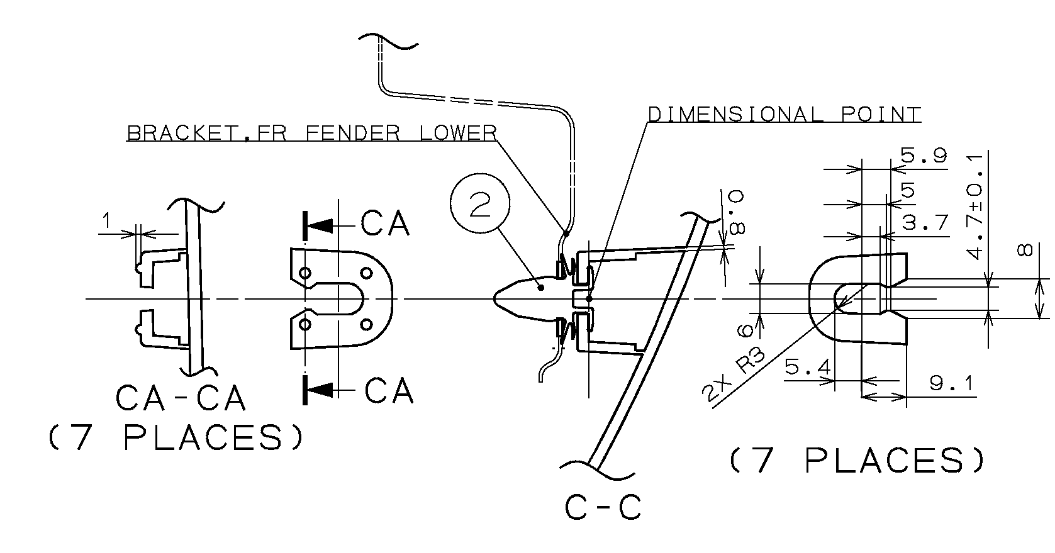 BRACKET,FR FENDER LOWER
DIMENSIONAL POINT
5.9
5
3.7
4.7±0.1
8
0.8
2
1
CA
CA
6
2X R3
5.4
9.1
CA-CA
(7 PLACES)
(7 PLACES)
C-C